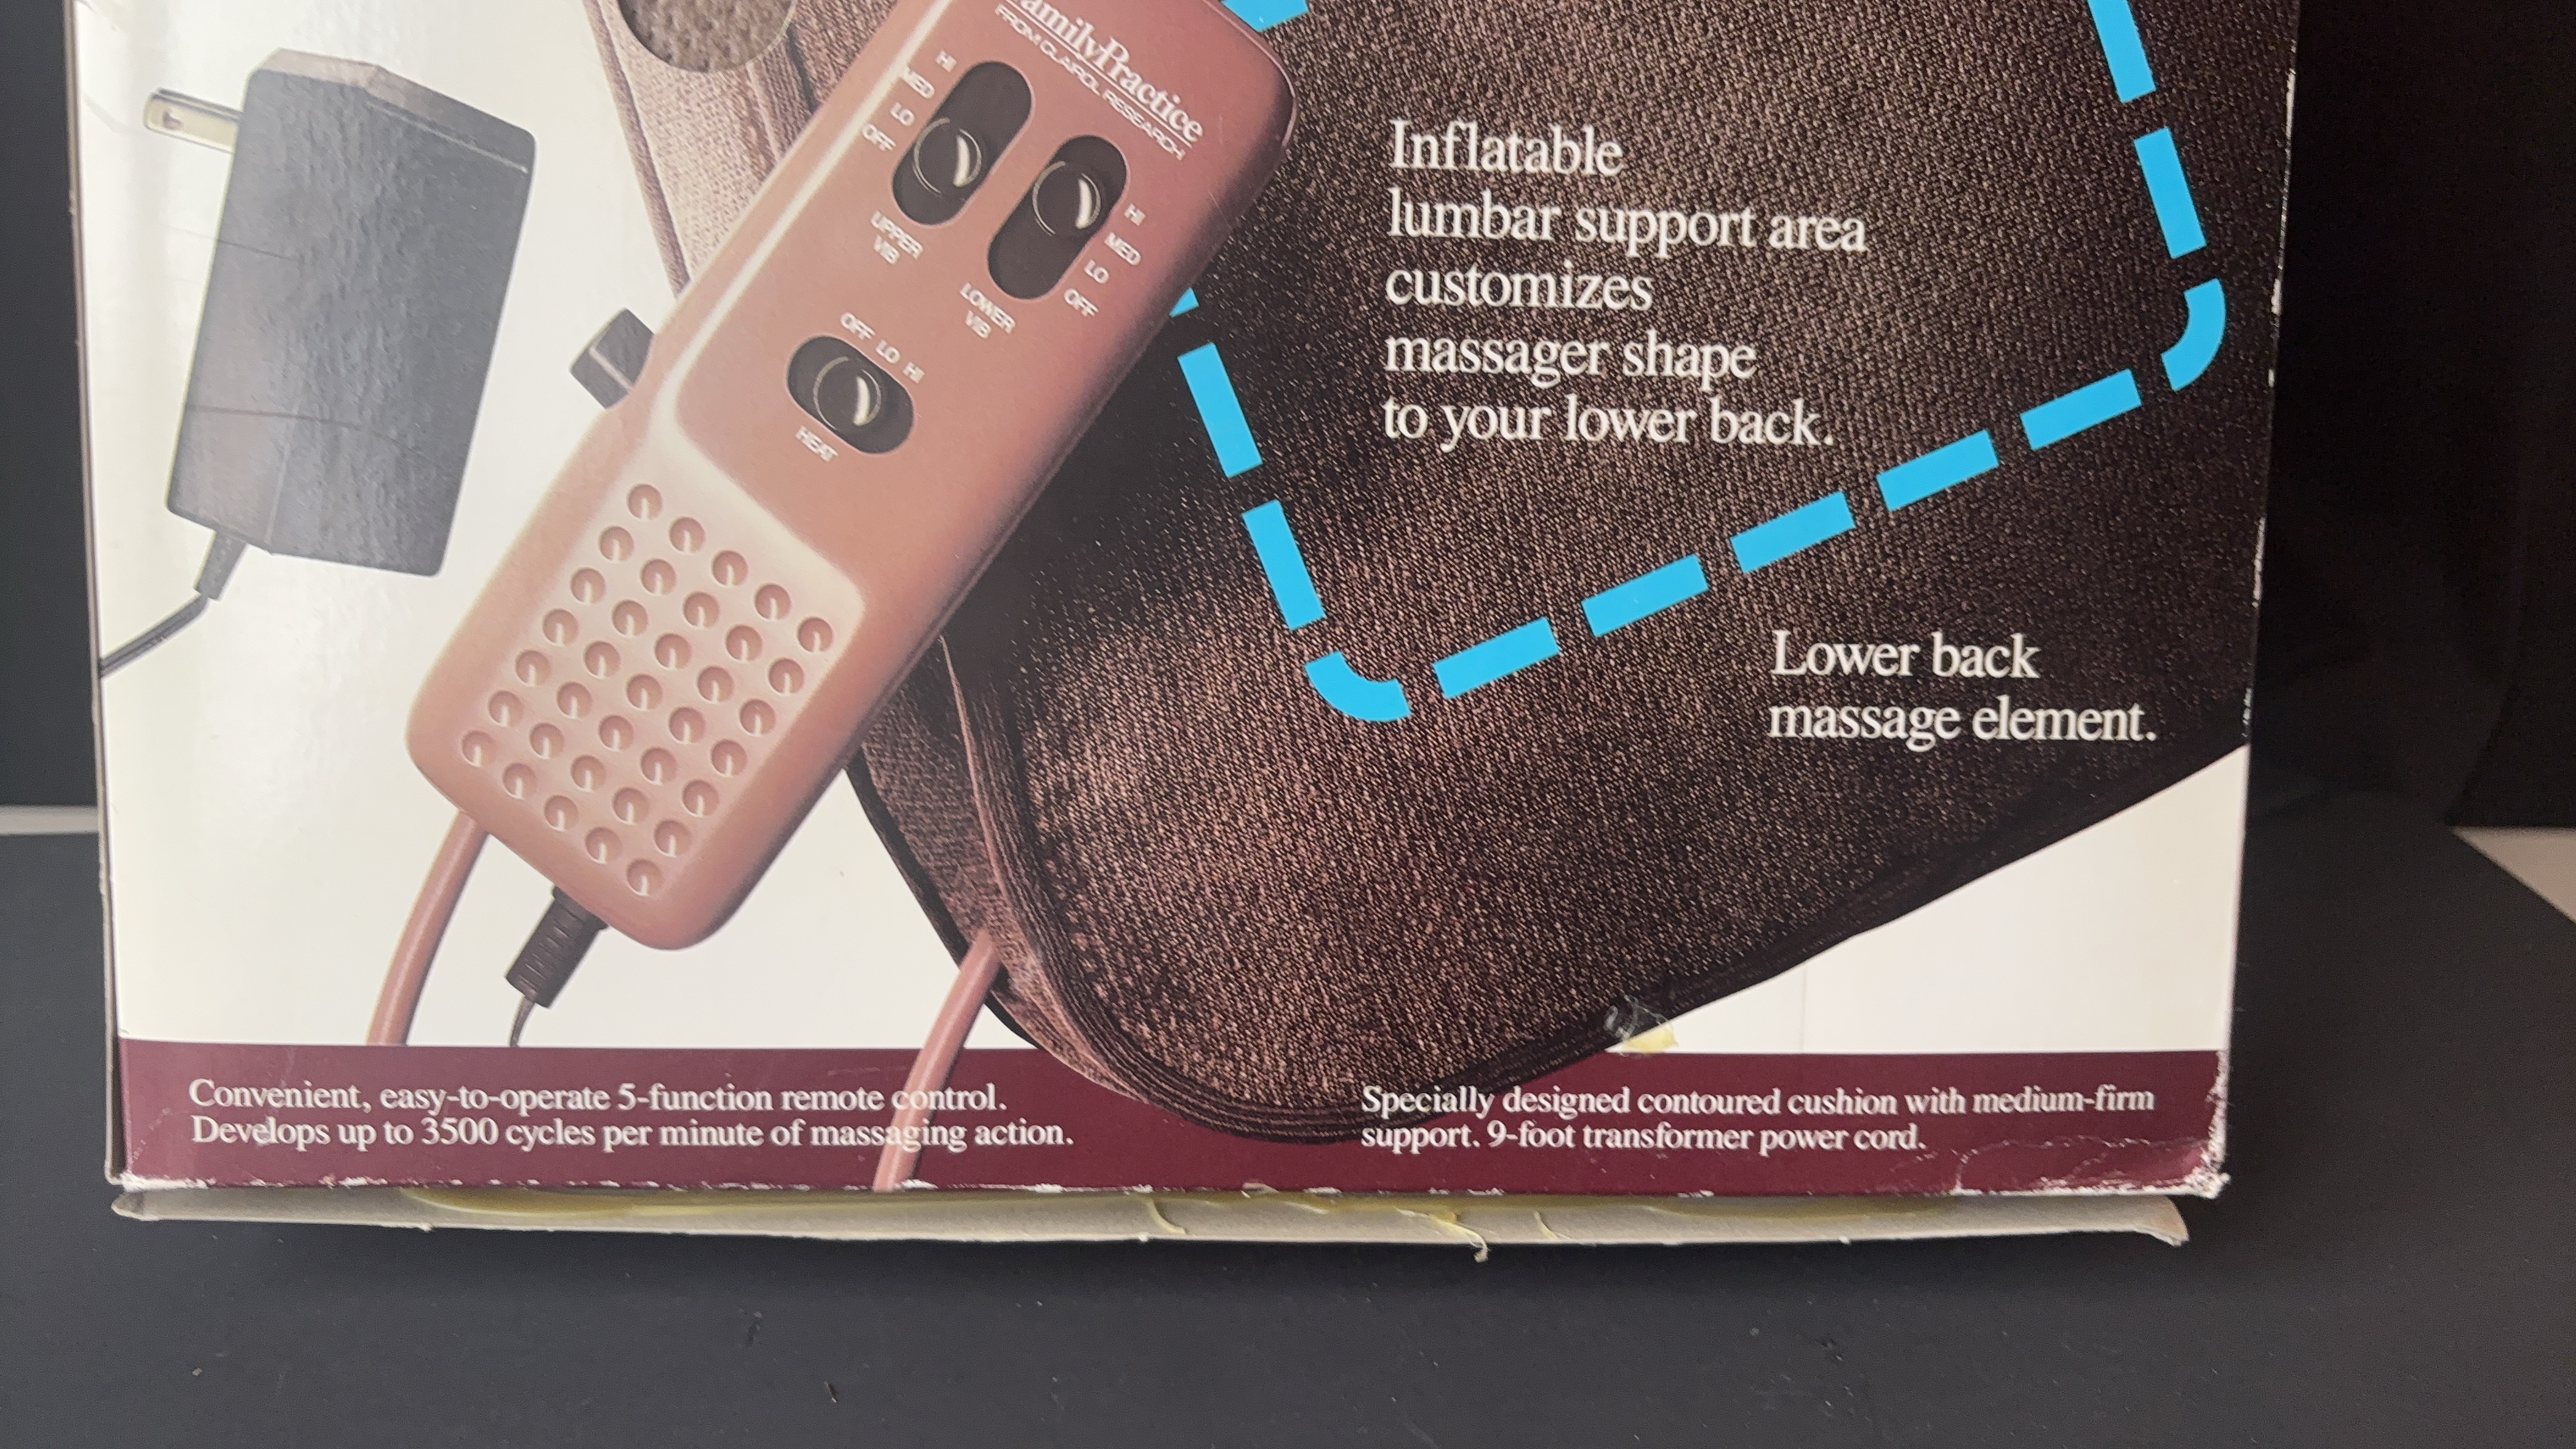 FamilyPractice
FROM CLAIROL RESEARCH
HI
MED
LO
OFF
UPPER
VIB
HI
MED
LO
OFF
LOWER
VIB
OFF LO HI
HEAT
Inflatable
lumbar support area
customizes
massager shape
to your lower back.
Lower back
massage element.
Convenient, easy-to-operate 5-function remote control.
Develops up to 3500 cycles per minute of massaging action.
Specially designed contoured cushion with medium-firm
support. 9-foot transformer power cord.